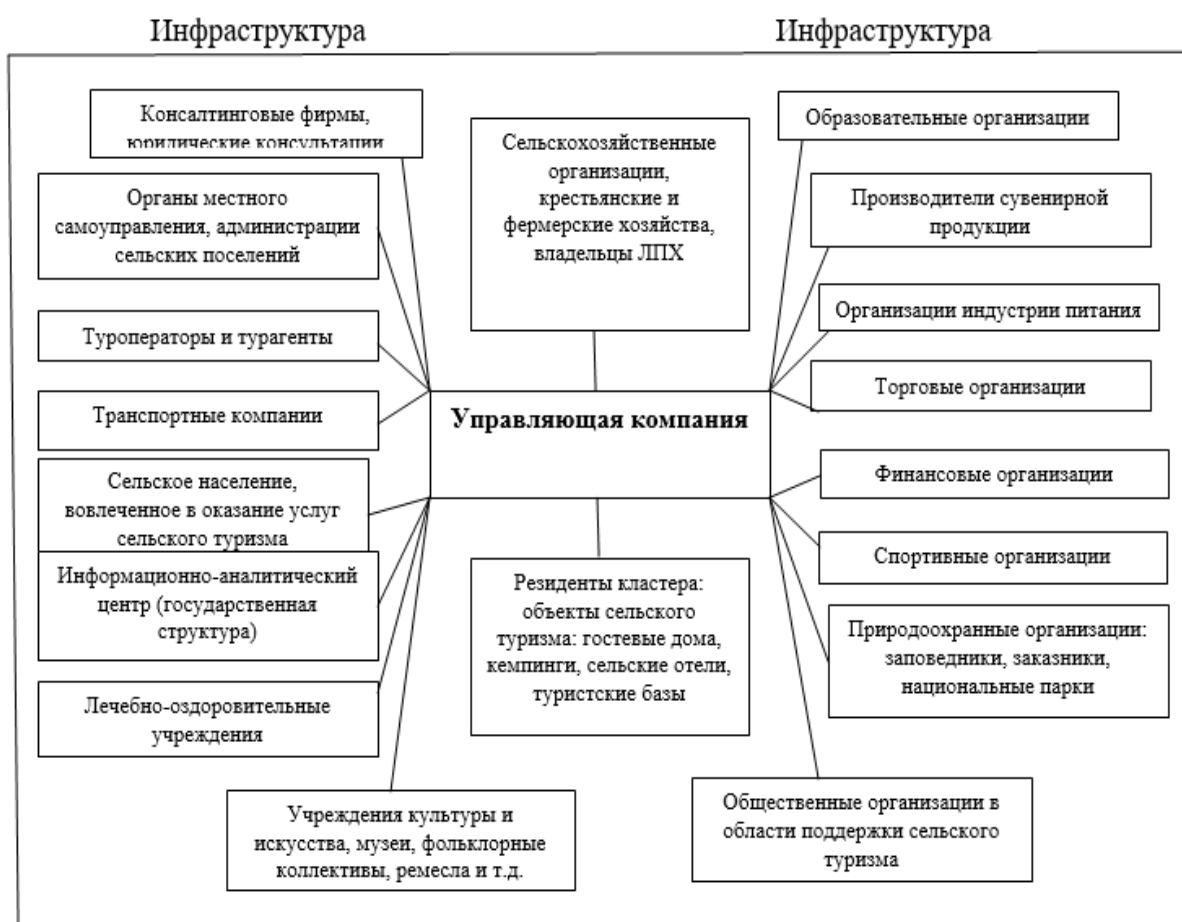 Инфраструктура
Инфраструктура
Консалтинговые фирмы,
юридические консультации
Органы местного
самоуправления, администрации
сельских поселений
Туроператоры и турагенты
Транспортные компании
Сельское население,
вовлеченное в оказание услуг
сельского туризма
Информационно-аналитический
центр (государственная
структура)
Лечебно-оздоровительные
учреждения
Учреждения культуры и
искусства, музеи, фольклорные
коллективы, ремесла и т.д.
Сельскохозяйственные
организации,
крестьянские и
фермерские хозяйства,
владельцы ЛПХ
Управляющая компания
Резиденты кластера:
объекты сельского
туризма: гостевые дома,
кемпинги, сельские отели,
туристские базы
Образовательные организации
Производители сувенирной
продукции
Организации индустрии питания
Торговые организации
Финансовые организации
Спортивные организации
Природоохранные организации:
заповедники, заказники,
национальные парки
Общественные организации в
области поддержки сельского
туризма